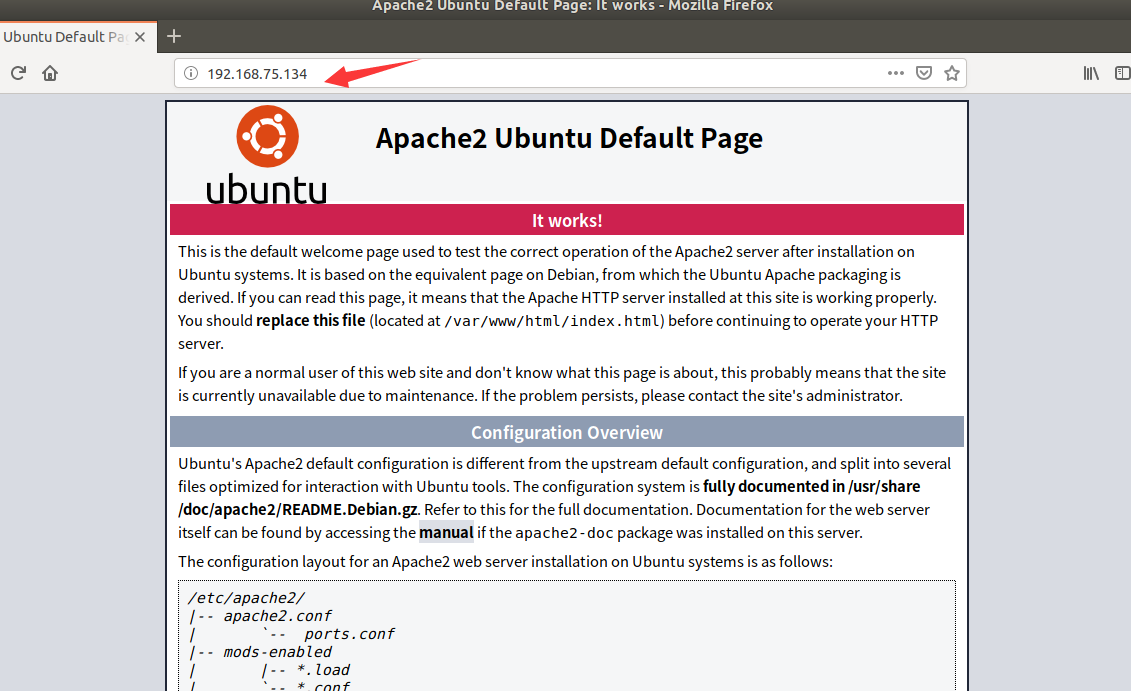 Apache2 Ubuntu Default Page: It works - Mozilla Firefox
Ubuntu Default Pag
192.168.75.134
ubuntu
Apache2 Ubuntu Default Page
It works!
This is the default welcome page used to test the correct operation of the Apache2 server after installation on
Ubuntu systems. It is based on the equivalent page on Debian, from which the Ubuntu Apache packaging is
derived. If you can read this page, it means that the Apache HTTP server installed at this site is working properly.
You should replace this file (located at /var/www/html/index.html) before continuing to operate your HTTP
server.
If you are a normal user of this web site and don't know what this page is about, this probably means that the site
is currently unavailable due to maintenance. If the problem persists, please contact the site's administrator.
Configuration Overview
Ubuntu's Apache2 default configuration is different from the upstream default configuration, and split into several
files optimized for interaction with Ubuntu tools. The configuration system is fully documented in /usr/share
/doc/apache2/README.Debian.gz. Refer to this for the full documentation. Documentation for the web server
itself can be found by accessing the manual if the apache2-doc package was installed on this server.
The configuration layout for an Apache2 web server installation on Ubuntu systems is as follows:
/etc/apache2/
|-- apache2.conf
|       `--  ports.conf
|-- mods-enabled
|       |-- *.load
|       `-- *.conf